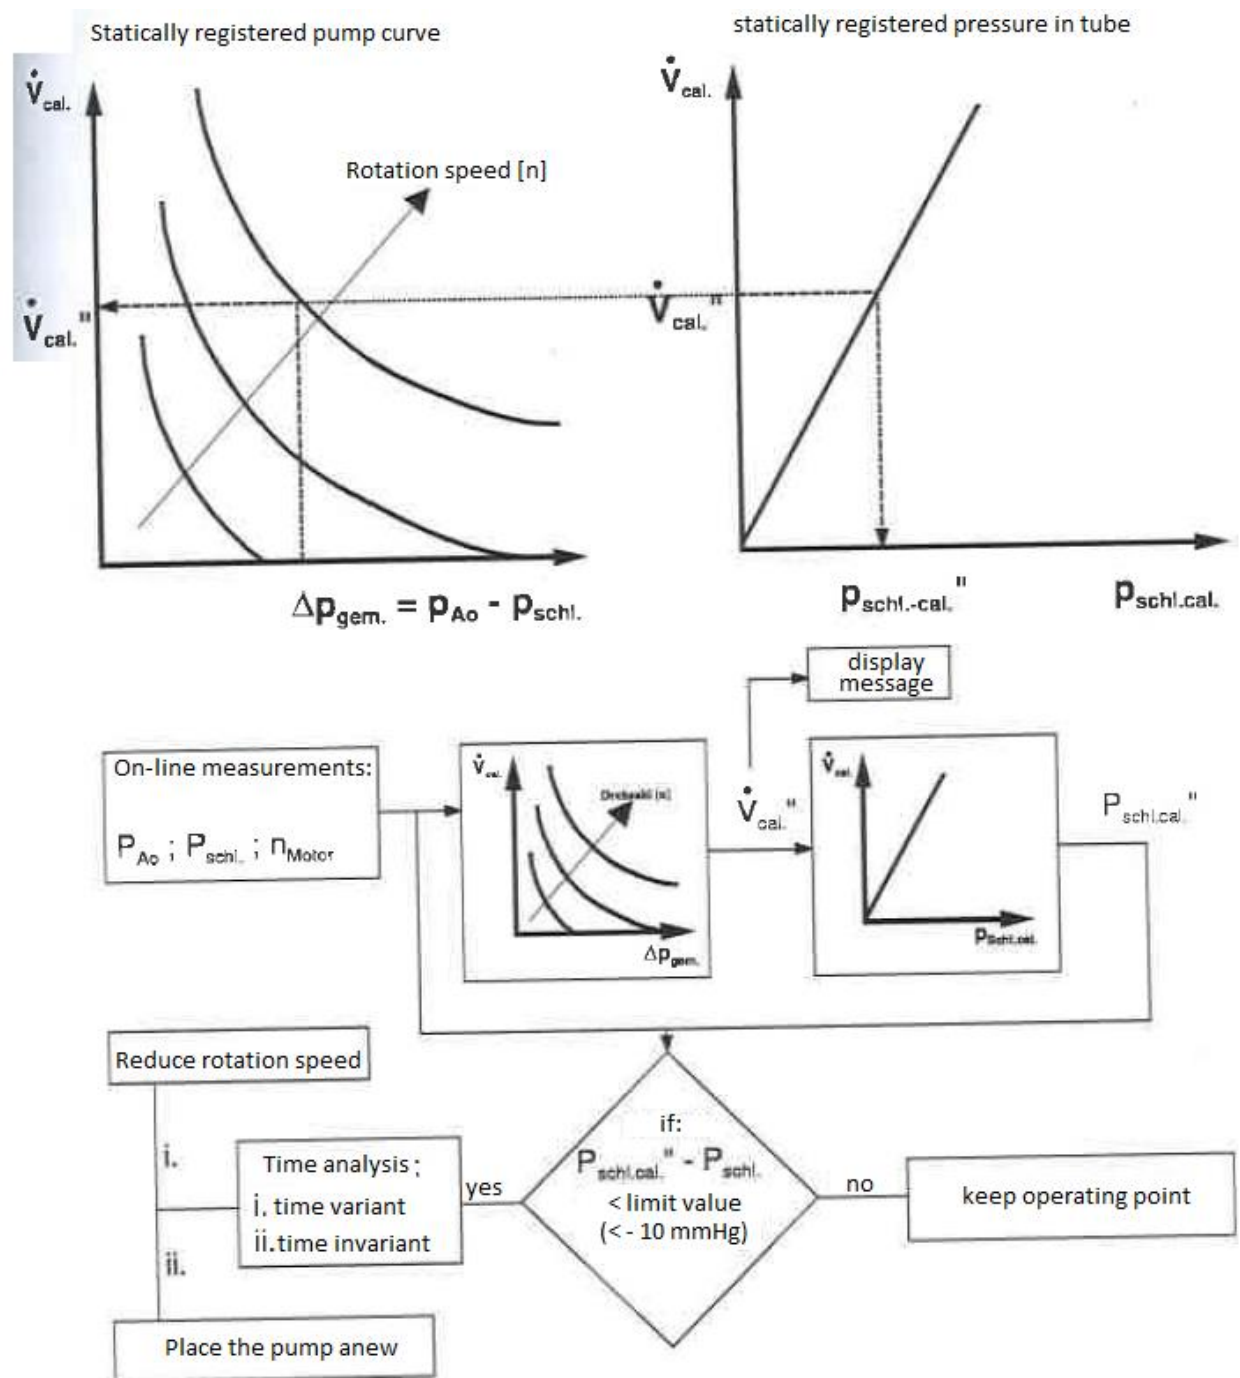 Statically registered pump curve
statically registered pressure in tube
V̇cal.
V̇cal.
Rotation speed [n]
V̇cal."
V̇cal."
Δpgem. = pAo - pschl.
pschl.-cal."
pschl.cal.
display
message
On-line measurements:
PAo ; Pschl. ; nMotor
V̇cal.
Drehzahl [n]
Δpgem.
V̇cal."
V̇cal.
pSchl.cal.
Pschl.cal."
Reduce rotation speed
i.
Time analysis ;
i. time variant
ii.time invariant
ii.
Place the pump anew
yes
if:
Pschl.cal." - Pschl.
< limit value
(< - 10 mmHg)
no
keep operating point